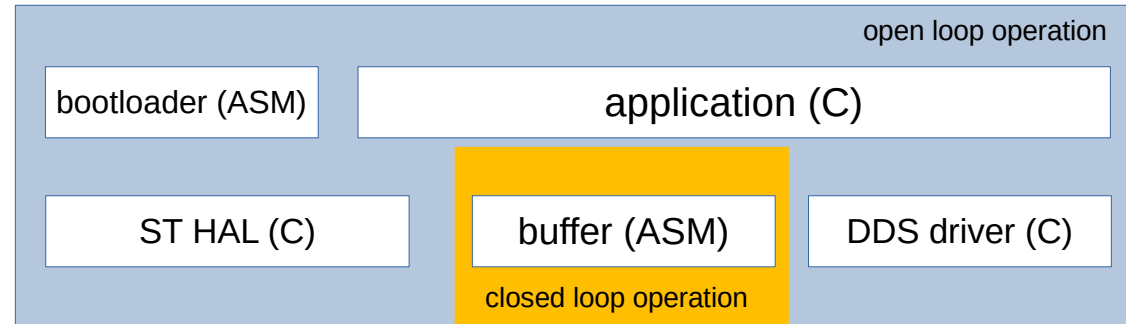 open loop operation
bootloader (ASM)
application (C)
ST HAL (C)
buffer (ASM)
DDS driver (C)
closed loop operation